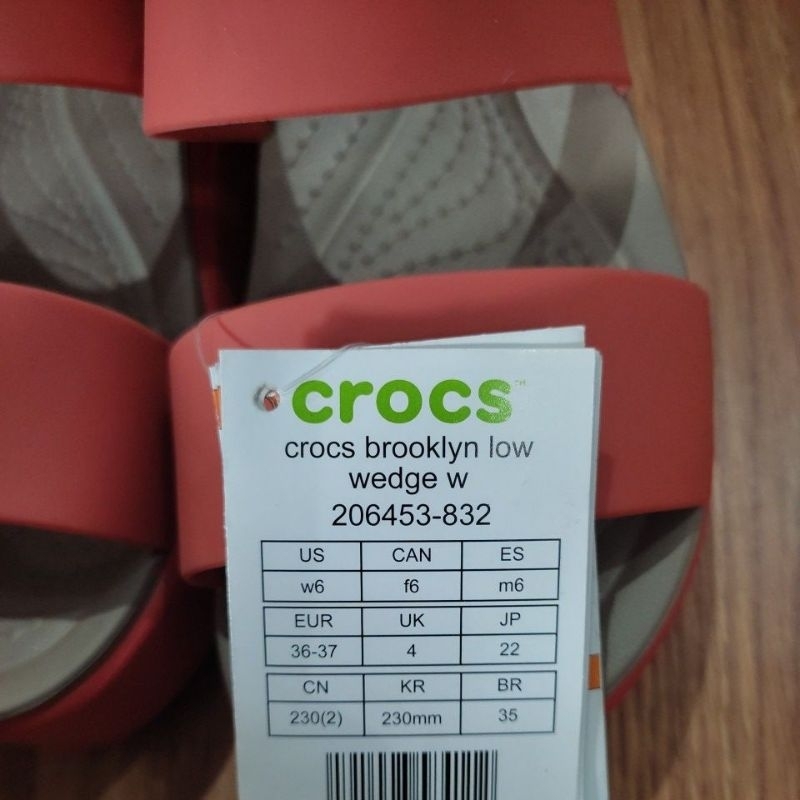 crocs™
crocs brooklyn low
wedge w
206453-832
US CAN ES
w6 f6 m6
EUR UK JP
36-37 4 22
CN KR BR
230(2) 230mm 35